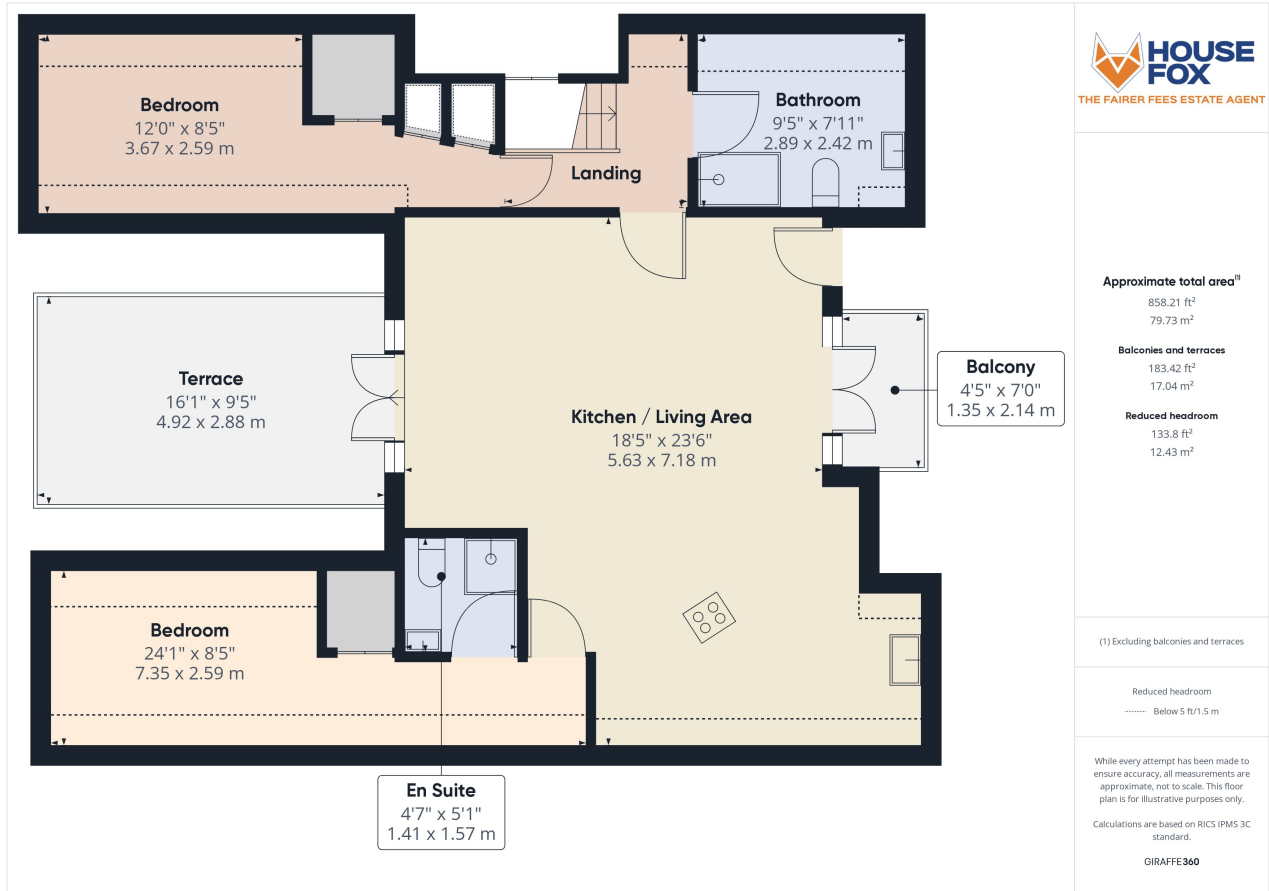 Bedroom
12'0" x 8'5"
3.67 x 2.59 m
Landing
Bathroom
9'5" x 7'11"
2.89 x 2.42 m
Terrace
16'1" x 9'5"
4.92 x 2.88 m
Kitchen / Living Area
18'5" x 23'6"
5.63 x 7.18 m
Balcony
4'5" x 7'0"
1.35 x 2.14 m
Bedroom
24'1" x 8'5"
7.35 x 2.59 m
En Suite
4'7" x 5'1"
1.41 x 1.57 m
HOUSE
FOX
THE FAIRER FEES ESTATE AGENT
Approximate total area(1)
858.21 ft²
79.73 m²
Balconies and terraces
183.42 ft²
17.04 m²
Reduced headroom
133.8 ft²
12.43 m²
(1) Excluding balconies and terraces
Reduced headroom
Below 5 ft/1.5 m
While every attempt has been made to
ensure accuracy, all measurements are
approximate, not to scale. This floor
plan is for illustrative purposes only.
Calculations are based on RICS IPMS 3C
standard.
GIRAFFE360